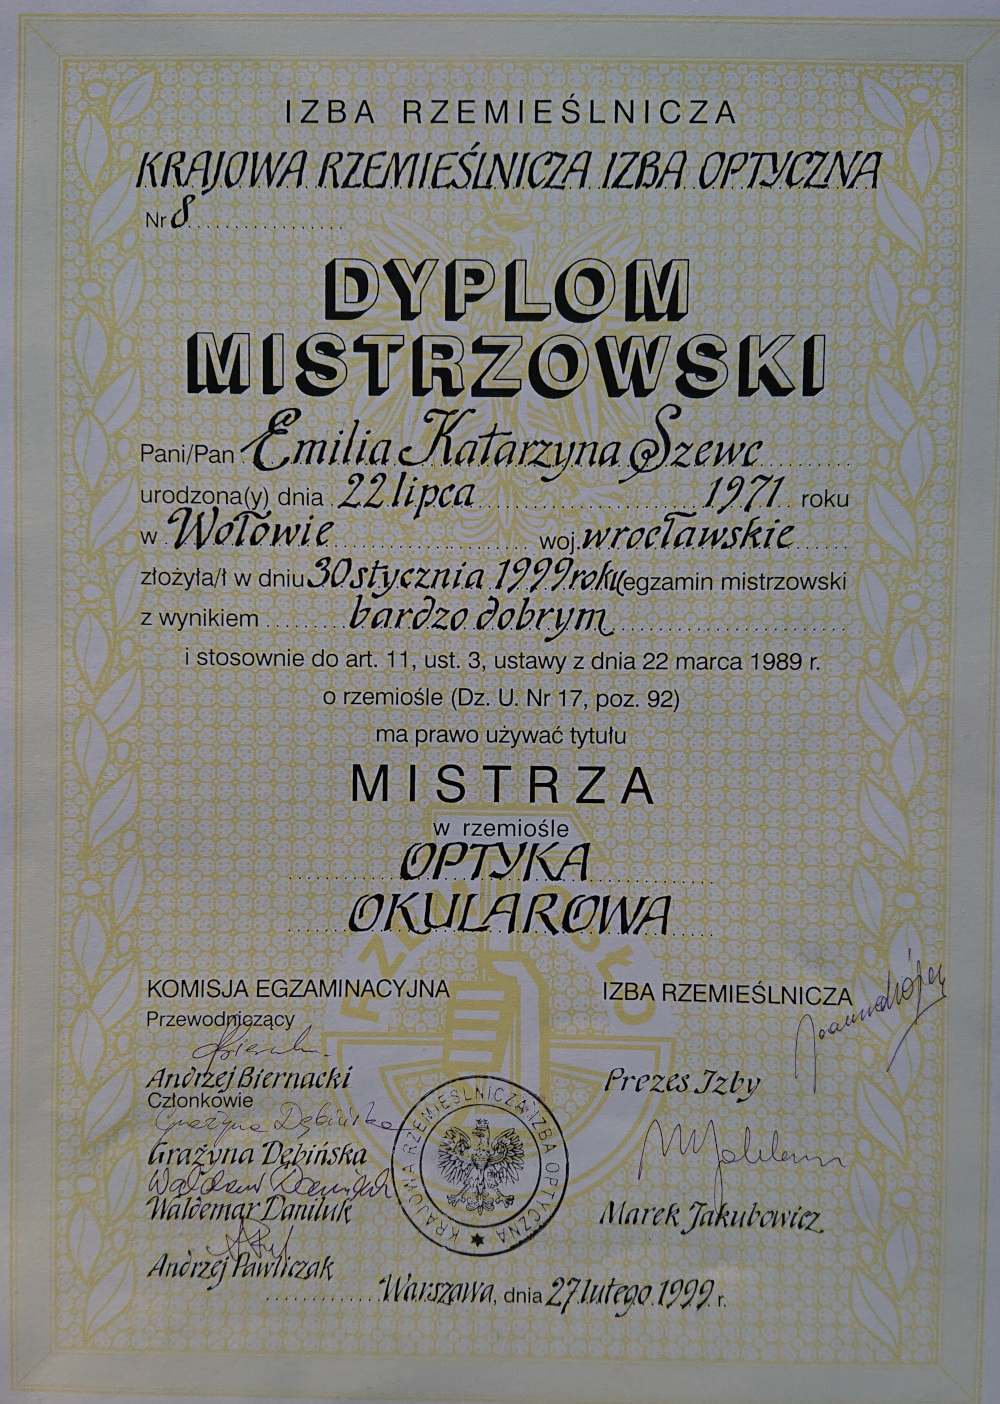 IZBA RZEMIEŚLNICZA
KRAJOWA RZEMIEŚLNICZA IZBA OPTYCZNA
Nr 8
DYPLOM
MISTRZOWSKI
Pani/Pan Emilia Katarzyna Szewc
urodzona(y) dnia 22 lipca 1971 roku
w Wołowie woj. wrocławskie
złożyła/ł w dniu 30 stycznia 1999 roku egzamin mistrzowski
z wynikiem bardzo dobrym
i stosownie do art. 11, ust. 3, ustawy z dnia 22 marca 1989 r.
o rzemiośle (Dz. U. Nr 17, poz. 92)
ma prawo używać tytułu
MISTRZA
w rzemiośle
OPTYKA
OKULAROWA
RZEMIOSŁO
KOMISJA EGZAMINACYJNA
Przewodniczący
Andrzej Biernacki
Członkowie
Grażyna Dębińska
Grażyna Dębińska
Waldemar Daniluk
Waldemar Daniluk
Andrzej Pawliczak
IZBA RZEMIEŚLNICZA
Prezes Izby
Marek Jakubowicz
KRAJOWA RZEMIEŚLNICZA IZBA OPTYCZNA
Warszawa, dnia 27 lutego 1999 r.